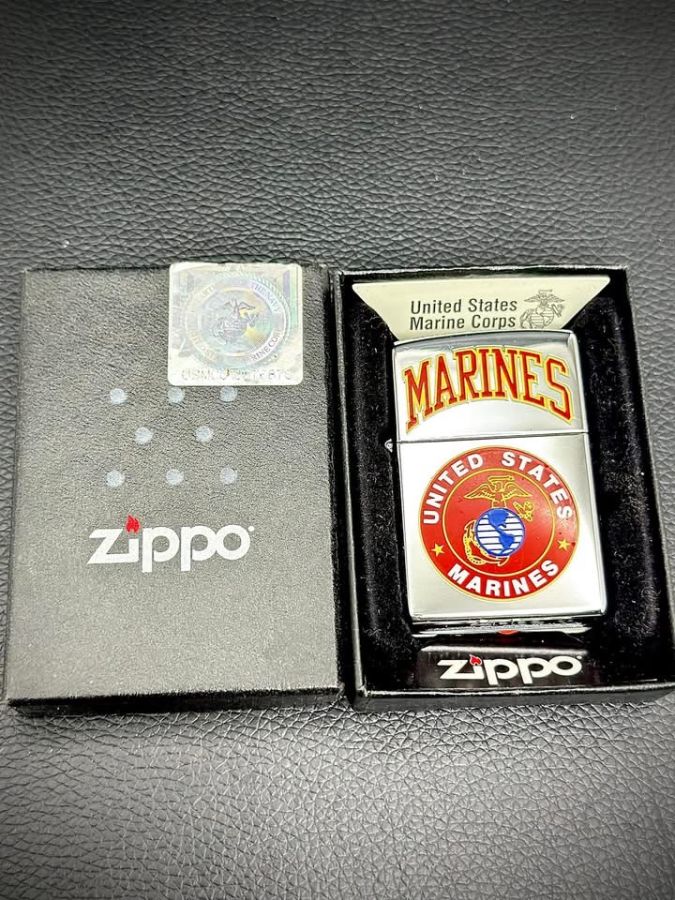 zippo
United States
Marine Corps
MARINES
UNITED STATES
MARINES
zippo